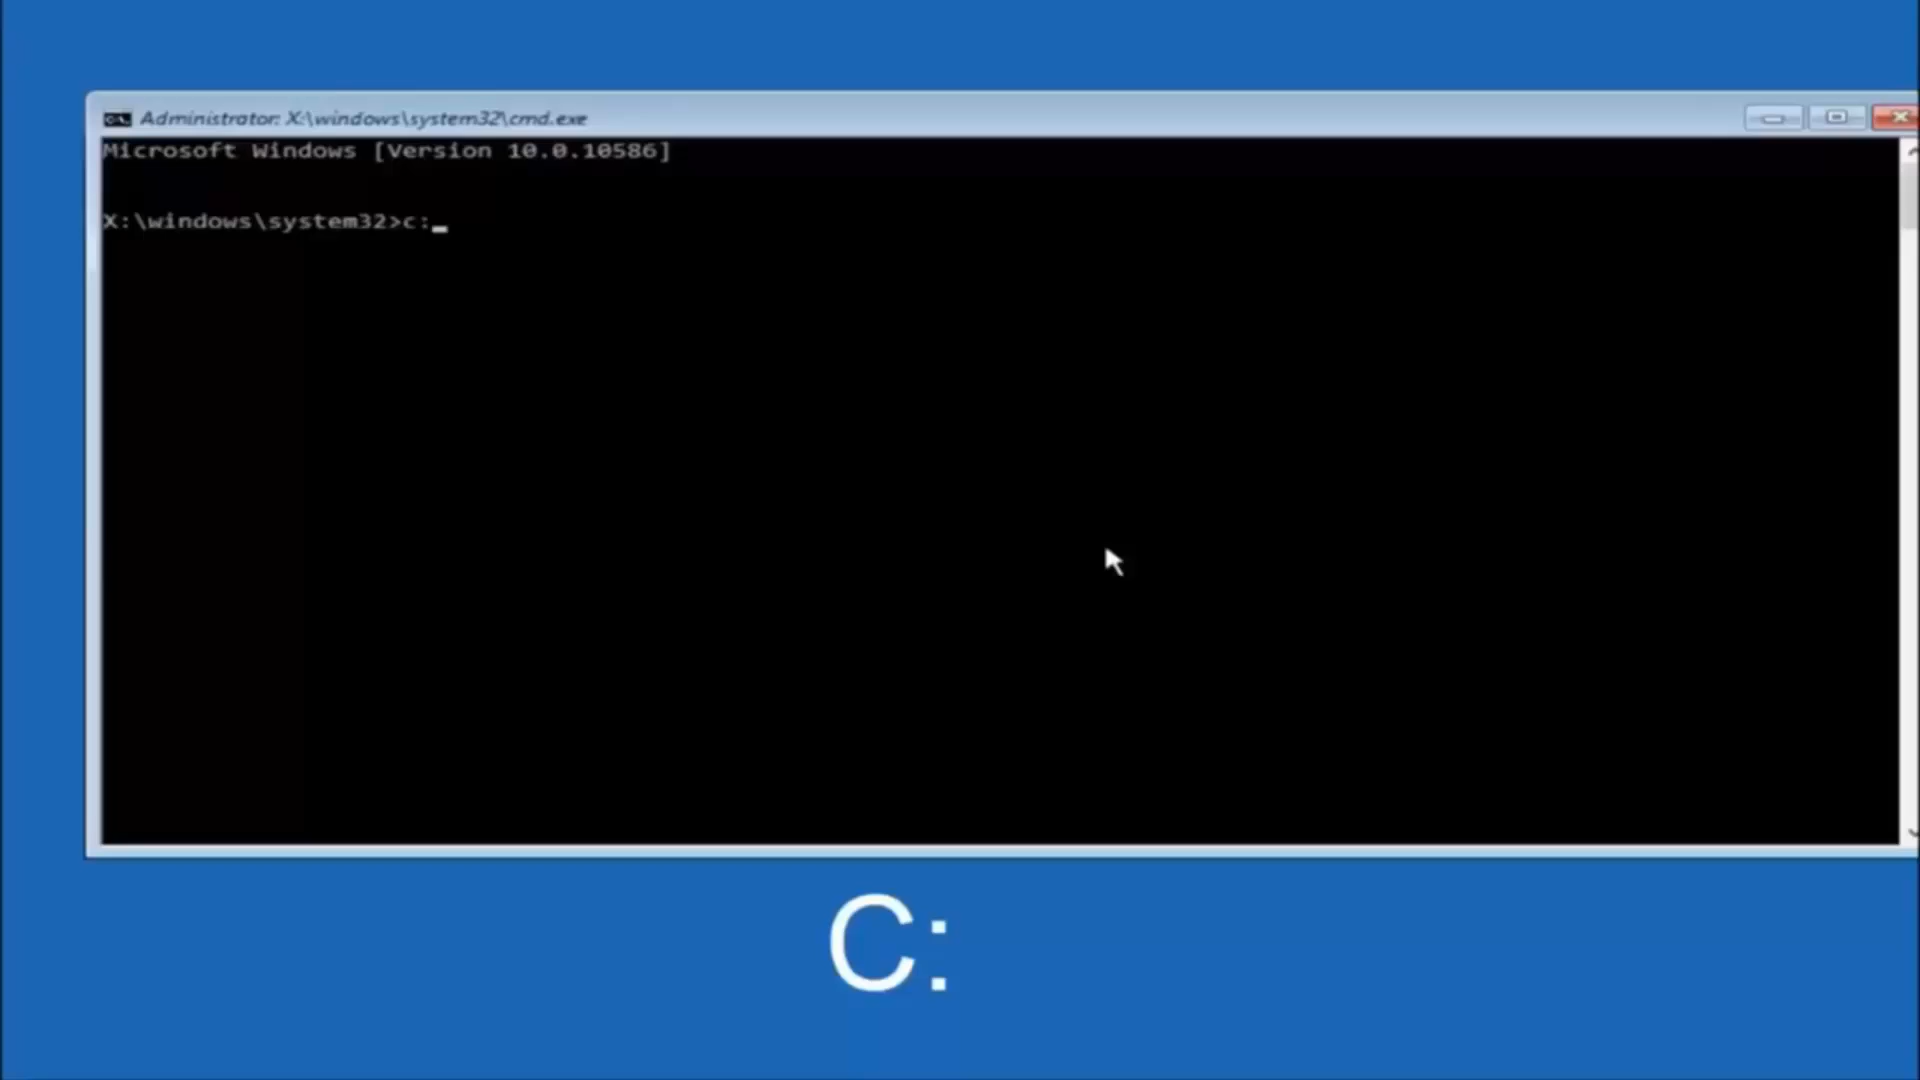 Administrator: X:\windows\system32\cmd.exe
Microsoft Windows [Version 10.0.10586]
X:\windows\system32>c:
C: